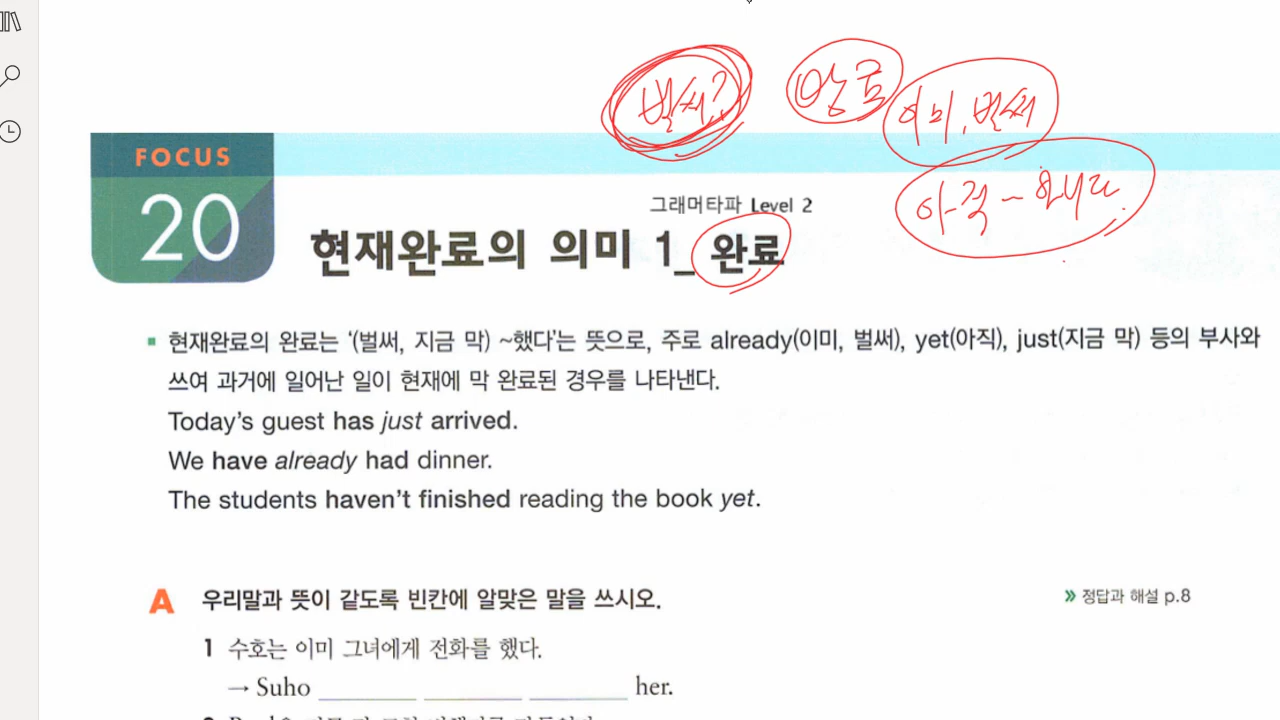 벌써?
완료
이미, 벌써
아직~
FOCUS
20
그래머타파 Level 2
현재완료의 의미 1_ 완료
▪ 현재완료의 완료는 ‘(벌써, 지금 막) ~했다’는 뜻으로, 주로 already(이미, 벌써), yet(아직), just(지금 막) 등의 부사와
쓰여 과거에 일어난 일이 현재에 막 완료된 경우를 나타낸다.
Today’s guest has just arrived.
We have already had dinner.
The students haven’t finished reading the book yet.
A 우리말과 뜻이 같도록 빈칸에 알맞은 말을 쓰시오.
» 정답과 해설 p.8
1 수호는 이미 그녀에게 전화를 했다.
→ Suho ________ ________ ________ her.